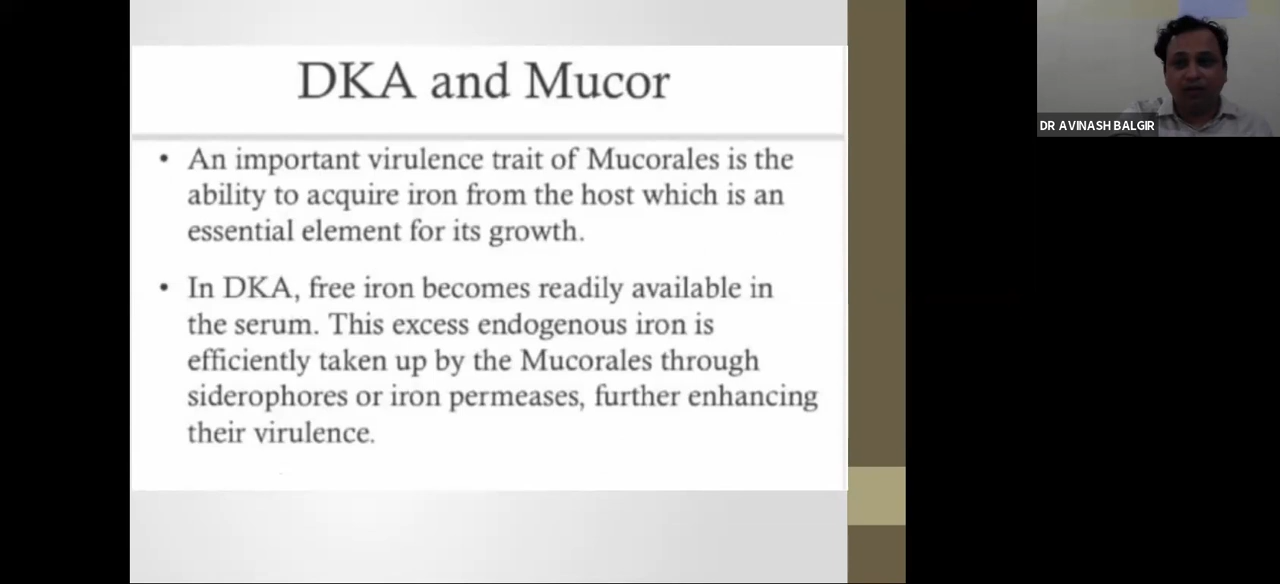 DKA and Mucor
• An important virulence trait of Mucorales is the
ability to acquire iron from the host which is an
essential element for its growth.
• In DKA, free iron becomes readily available in
the serum. This excess endogenous iron is
efficiently taken up by the Mucorales through
siderophores or iron permeases, further enhancing
their virulence.
DR AVINASH BALGIR